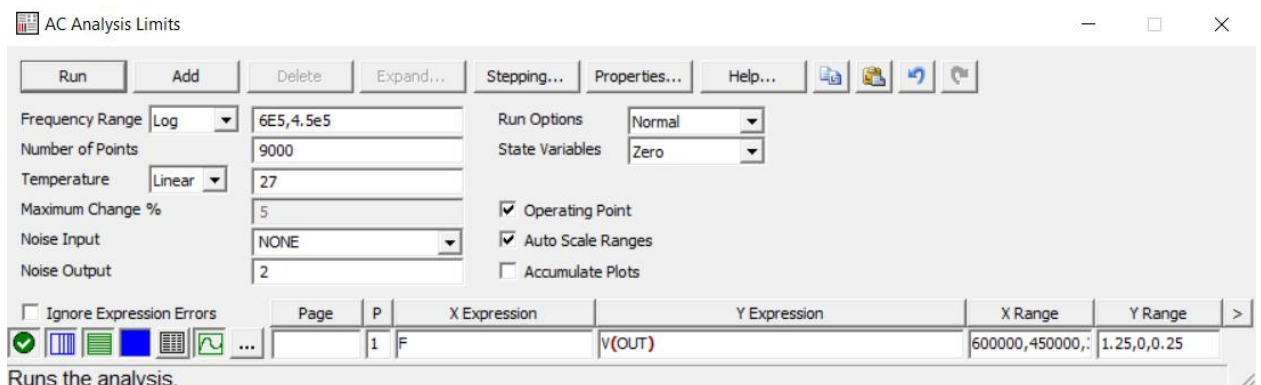 AC Analysis Limits
Run Add Delete Expand... Stepping... Properties... Help...
Frequency Range Log 6E5,4.5e5 Run Options Normal
Number of Points 9000 State Variables Zero
Temperature Linear 27
Maximum Change % 5 Operating Point
Noise Input NONE Auto Scale Ranges
Noise Output 2 Accumulate Plots
Ignore Expression Errors Page P X Expression Y Expression X Range Y Range >
... 1 F V(OUT) 600000,450000, 1.25,0,0.25
Runs the analysis.